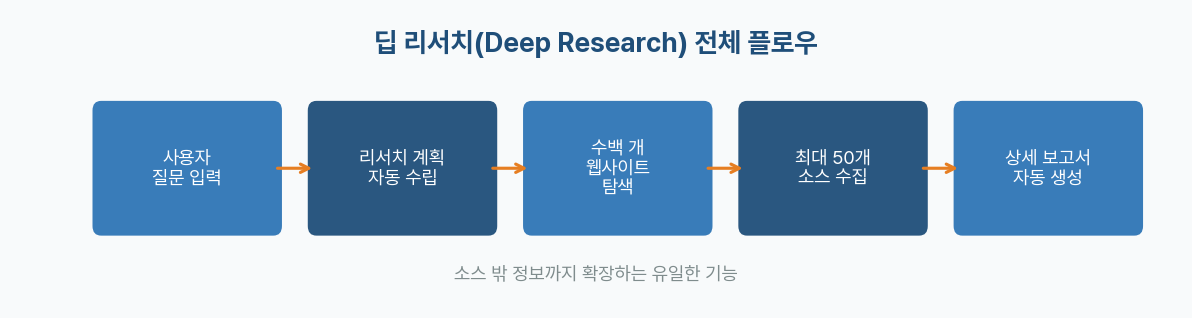 딥 리서치(Deep Research) 전체 플로우
사용자
질문 입력
리서치 계획
자동 수립
수백 개
웹사이트
탐색
최대 50개
소스 수집
상세 보고서
자동 생성
소스 밖 정보까지 확장하는 유일한 기능